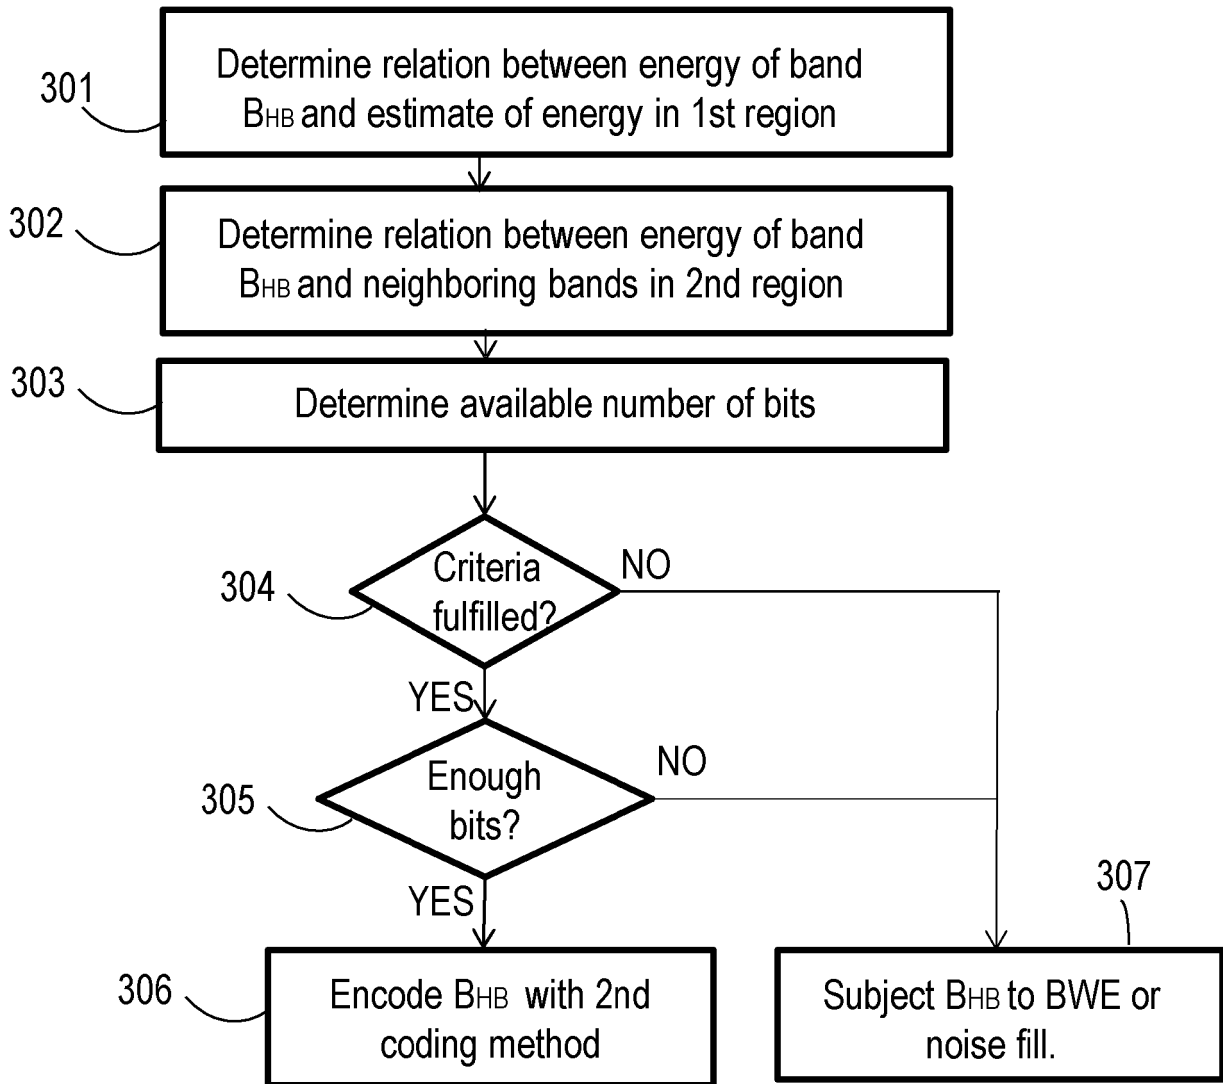 301
Determine relation between energy of band
BHB and estimate of energy in 1st region
302
Determine relation between energy of band
BHB and neighboring bands in 2nd region
303
Determine available number of bits
304
Criteria
fulfilled?
NO
YES
305
Enough
bits?
NO
YES
306
Encode BHB with 2nd
coding method
307
Subject BHB to BWE or
noise fill.